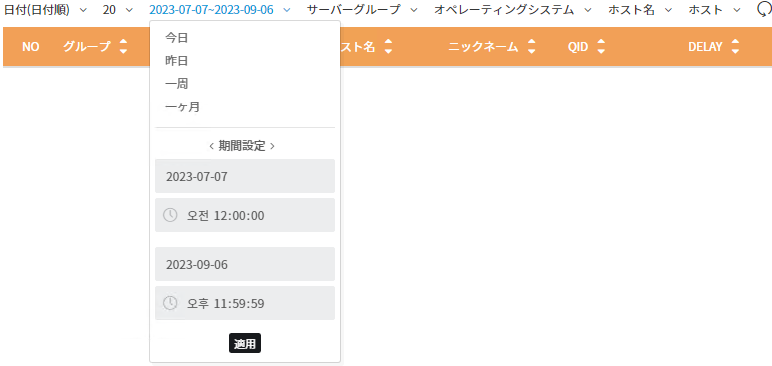 日付(日付順) 20 2023-07-07~2023-09-06 サーバーグループ オペレーティングシステム ホスト名 ホスト
NO グループ スト名 ニックネーム QID DELAY
今日
昨日
一周
一ヶ月
< 期間設定 >
2023-07-07
오전 12:00:00
2023-09-06
오후 11:59:59
適用